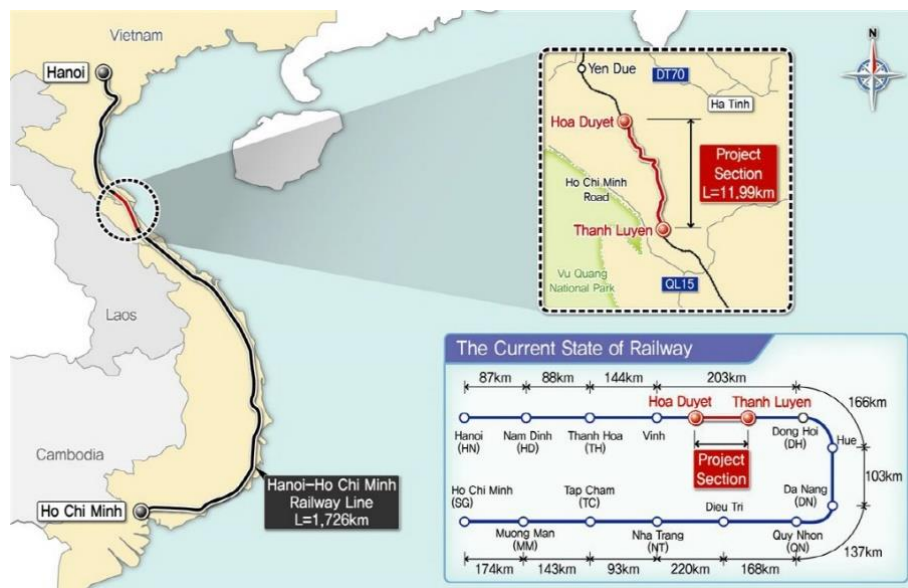 Vietnam
Hanoi
Laos
Cambodia
Ho Chi Minh
Hanoi-Ho Chi Minh
Railway Line
L=1,726km
N
Yen Due
DT70
Ha Tinh
Hoa Duyet
Project
Section
L=11,99km
Ho Chi Minh
Road
Thanh Luyen
Vu Quang
National Park
QL15
The Current State of Railway
87km 88km 144km 203km
166km
Hoa Duyet Thanh Luyen
Hanoi
(HN)
Nam Dinh
(HD)
Thanh Hoa
(TH)
Vinh
Project
Section
Dong Hoi
(DH)
Hue
103km
Da Nang
(DN)
Ho Chi Minh
(SG)
Tap Cham
(TC)
Dieu Tri
Muong Man
(MM)
Nha Trang
(NT)
Quy Nhon
(QN)
137km
174km 143km 93km 220km 168km